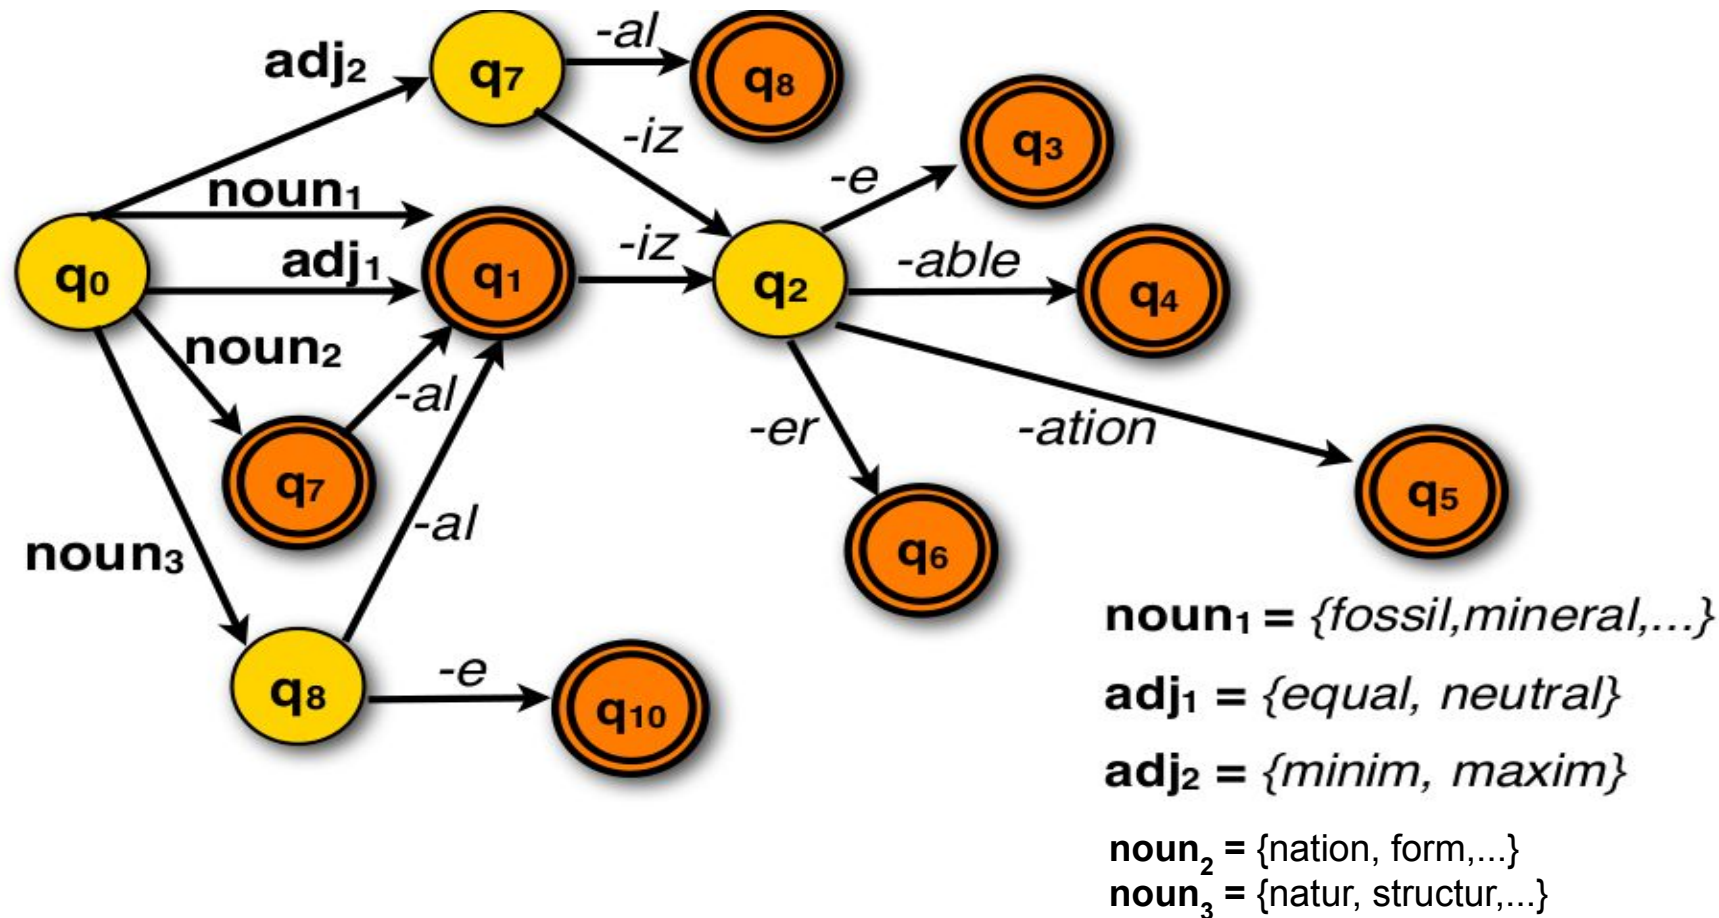 adj2
q7
-al
q8
-iz
q3
-e
noun1
q0
adj1
q1
-iz
q2
-able
q4
noun2
-al
q7
-er
-ation
q5
q6
noun3
-al
q8
-e
q10
noun1 = {fossil,mineral,...}
adj1 = {equal, neutral}
adj2 = {minim, maxim}
noun2 = {nation, form,...}
noun3 = {natur, structur,...}